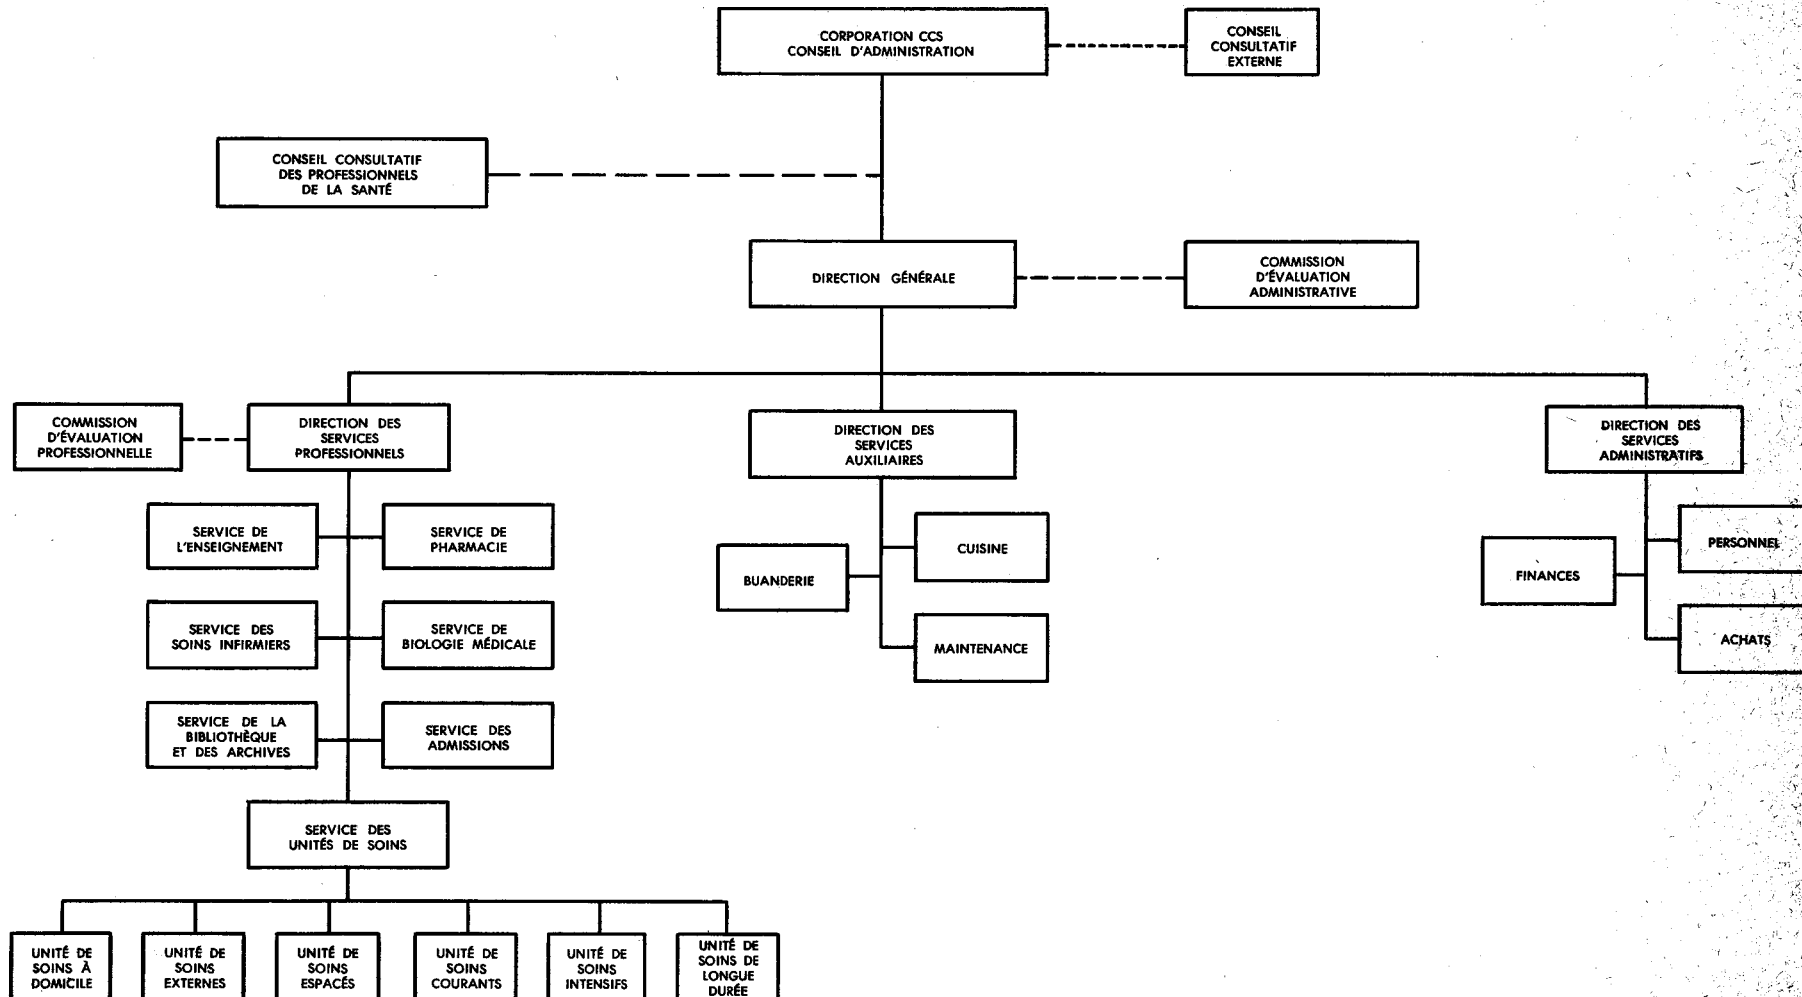 CORPORATION CCS
CONSEIL D'ADMINISTRATION
CONSEIL
CONSULTATIF
EXTERNE
CONSEIL CONSULTATIF
DES PROFESSIONNELS
DE LA SANTÉ
DIRECTION GÉNÉRALE
COMMISSION
D'ÉVALUATION
ADMINISTRATIVE
COMMISSION
D'ÉVALUATION
PROFESSIONNELLE
DIRECTION DES
SERVICES
PROFESSIONNELS
DIRECTION DES
SERVICES
AUXILIAIRES
DIRECTION DES
SERVICES
ADMINISTRATIFS
SERVICE DE
L'ENSEIGNEMENT
SERVICE DE
PHARMACIE
CUISINE
BUANDERIE
PERSONNEL
FINANCES
SERVICE DES
SOINS INFIRMIERS
SERVICE DE
BIOLOGIE MÉDICALE
MAINTENANCE
ACHATS
SERVICE DE LA
BIBLIOTHÈQUE
ET DES ARCHIVES
SERVICE DES
ADMISSIONS
SERVICE DES
UNITÉS DE SOINS
UNITÉ DE
SOINS À
DOMICILE
UNITÉ DE
SOINS
EXTERNES
UNITÉ DE
SOINS
ESPACÉS
UNITÉ DE
SOINS
COURANTS
UNITÉ DE
SOINS
INTENSIFS
UNITÉ DE
SOINS DE
LONGUE
DURÉE